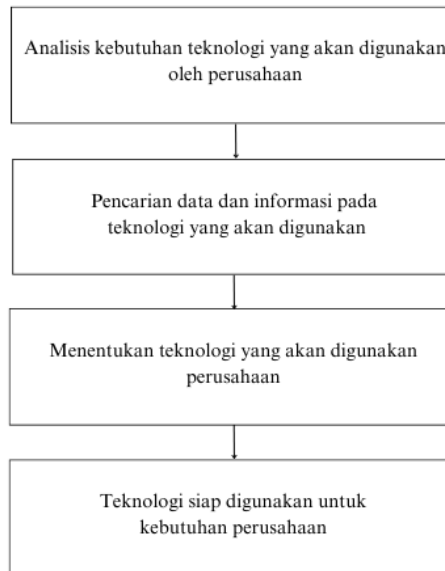 Analisis kebutuhan teknologi yang akan digunakan
oleh perusahaan
Pencarian data dan informasi pada
teknologi yang akan digunakan
Menentukan teknologi yang akan digunakan
perusahaan
Teknologi siap digunakan untuk
kebutuhan perusahaan